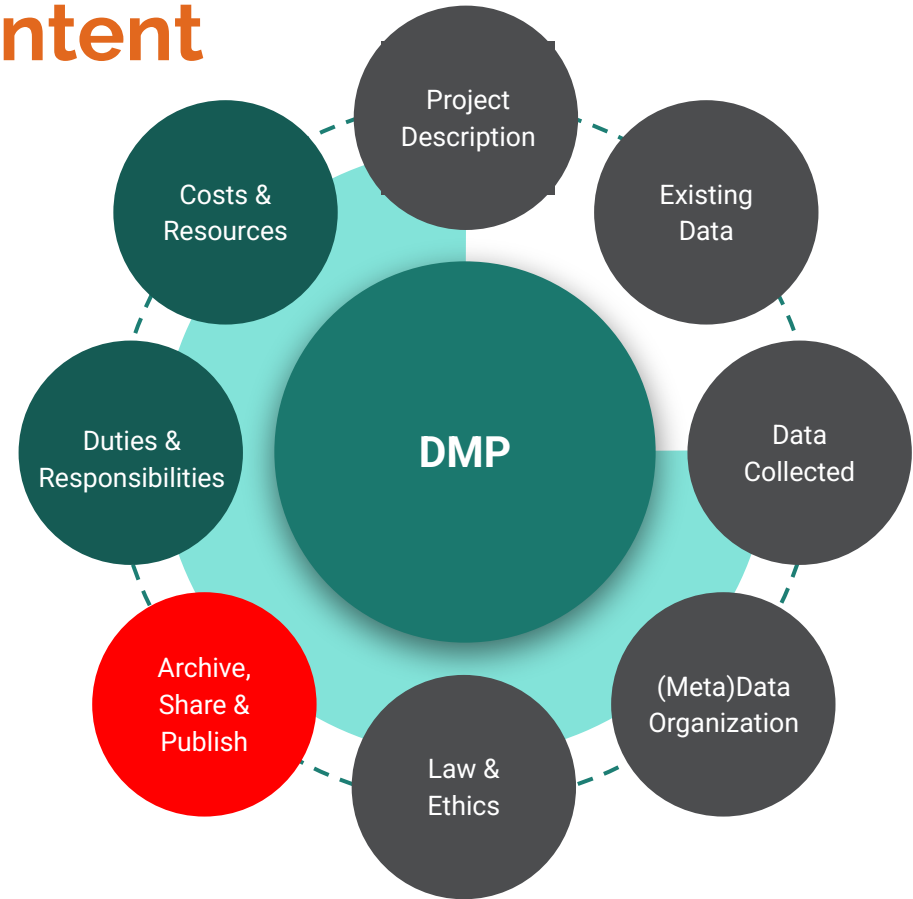 ntent
Project
Description
Existing
Data
Data
Collected
(Meta)Data
Organization
Law &
Ethics
Archive,
Share &
Publish
Duties &
Responsibilities
Costs &
Resources
DMP